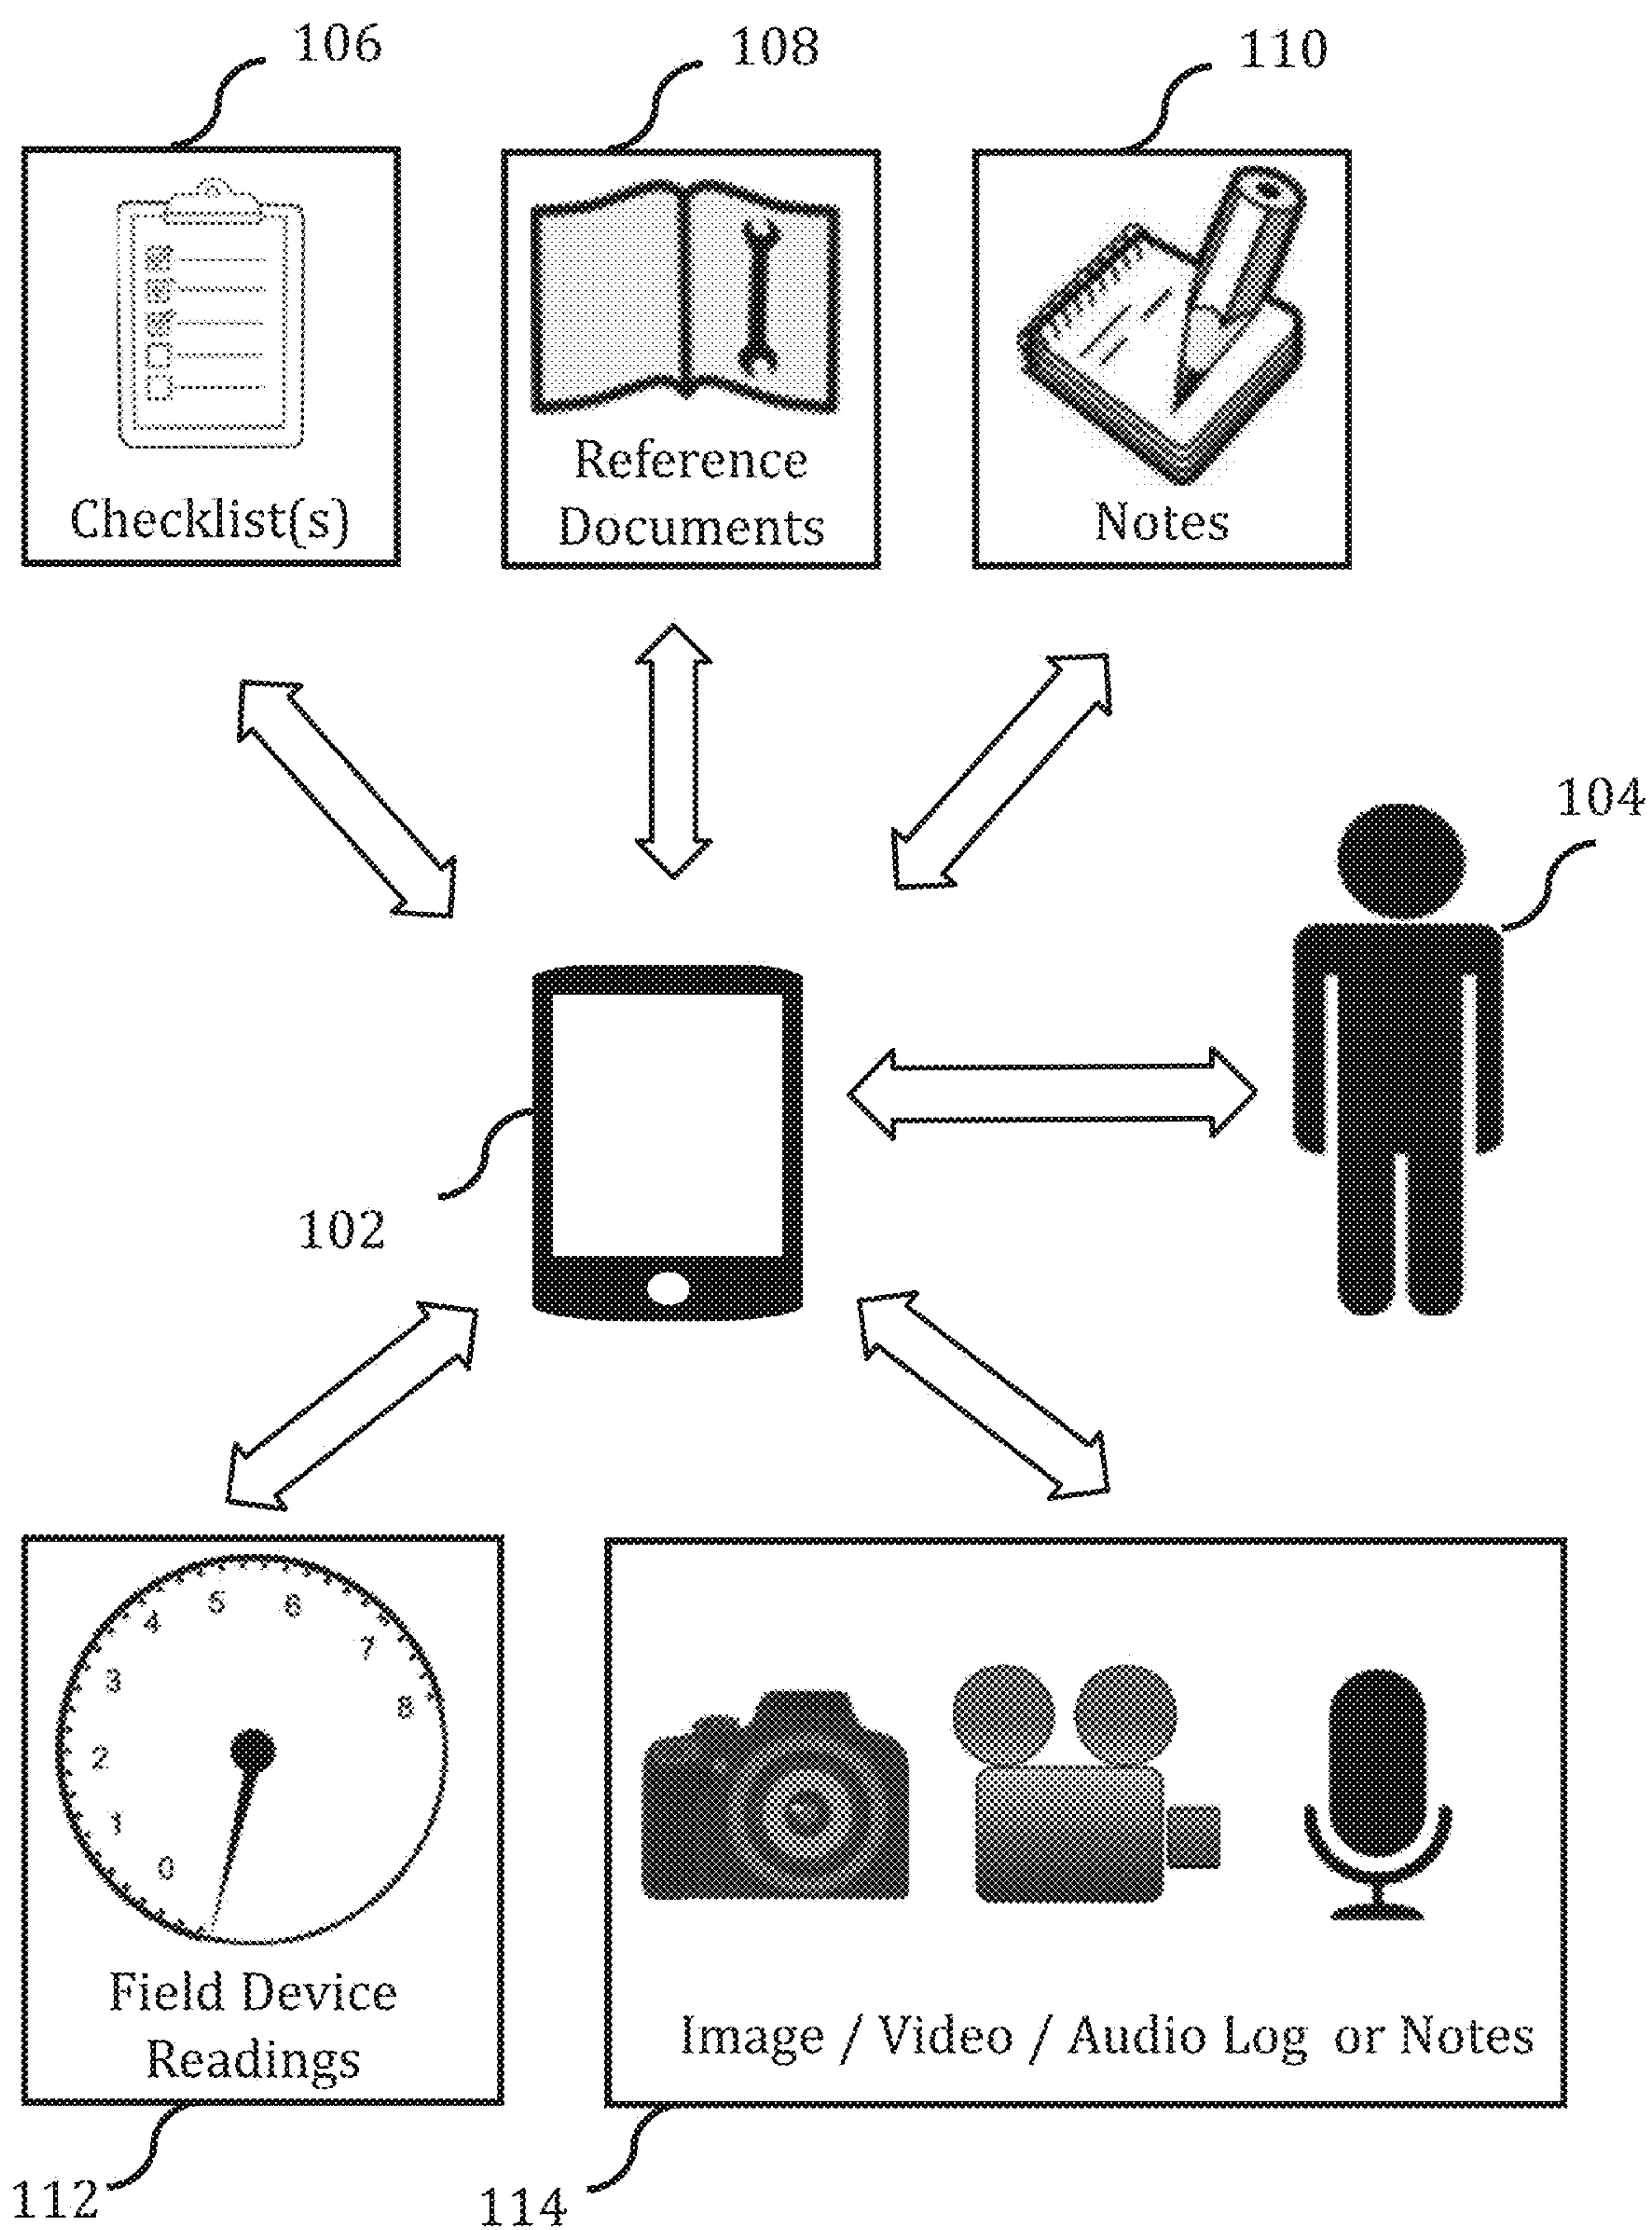 106
108
110
Checklist(s)
Reference
Documents
Notes
104
102
5
6
4
7
3
8
2
1
0
Field Device
Readings
Image / Video / Audio Log or Notes
112
114